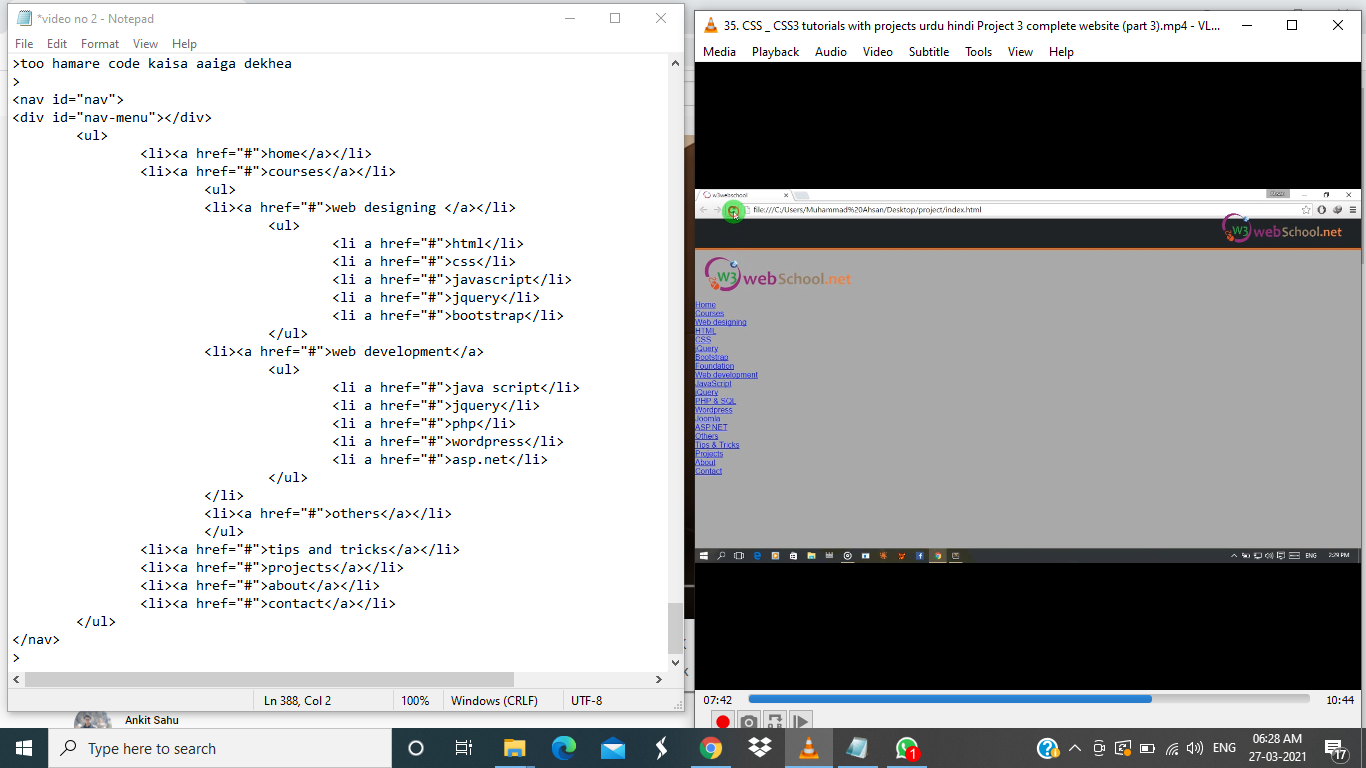 *video no 2 - Notepad
File Edit Format View Help
>too hamare code kaisa aaiga dekhea
>
<nav id="nav">
<div id="nav-menu"></div>
<ul>
<li><a href="#">home</a></li>
<li><a href="#">courses</a></li>
<ul>
<li><a href="#">web designing </a></li>
<ul>
<li a href="#">html</li>
<li a href="#">css</li>
<li a href="#">javascript</li>
<li a href="#">jquery</li>
<li a href="#">bootstrap</li>
</ul>
<li><a href="#">web development</a>
<ul>
<li a href="#">java script</li>
<li a href="#">jquery</li>
<li a href="#">php</li>
<li a href="#">wordpress</li>
<li a href="#">asp.net</li>
</ul>
</li>
<li><a href="#">others</a></li>
</ul>
<li><a href="#">tips and tricks</a></li>
<li><a href="#">projects</a></li>
<li><a href="#">about</a></li>
<li><a href="#">contact</a></li>
</ul>
</nav>
>
Ln 388, Col 2 100% Windows (CRLF) UTF-8
Ankit Sahu
35. CSS _ CSS3 tutorials with projects urdu hindi Project 3 complete website (part 3).mp4 - VL...
Media Playback Audio Video Subtitle Tools View Help
w3webschool
file:///C:/Users/Muhammad%20Ahsan/Desktop/project/index.html
W3 webSchool.net
W3 webSchool.net
Home
Courses
Web designing
HTML
CSS
jQuery
Bootstrap
Foundation
Web development
JavaScript
jQuery
PHP & SQL
Wordpress
Joomla
ASP.NET
Others
Tips & Tricks
Projects
About
Contact
ENG 2:29 PM
07:42 10:44
Type here to search
1
ENG
06:28 AM
27-03-2021
17